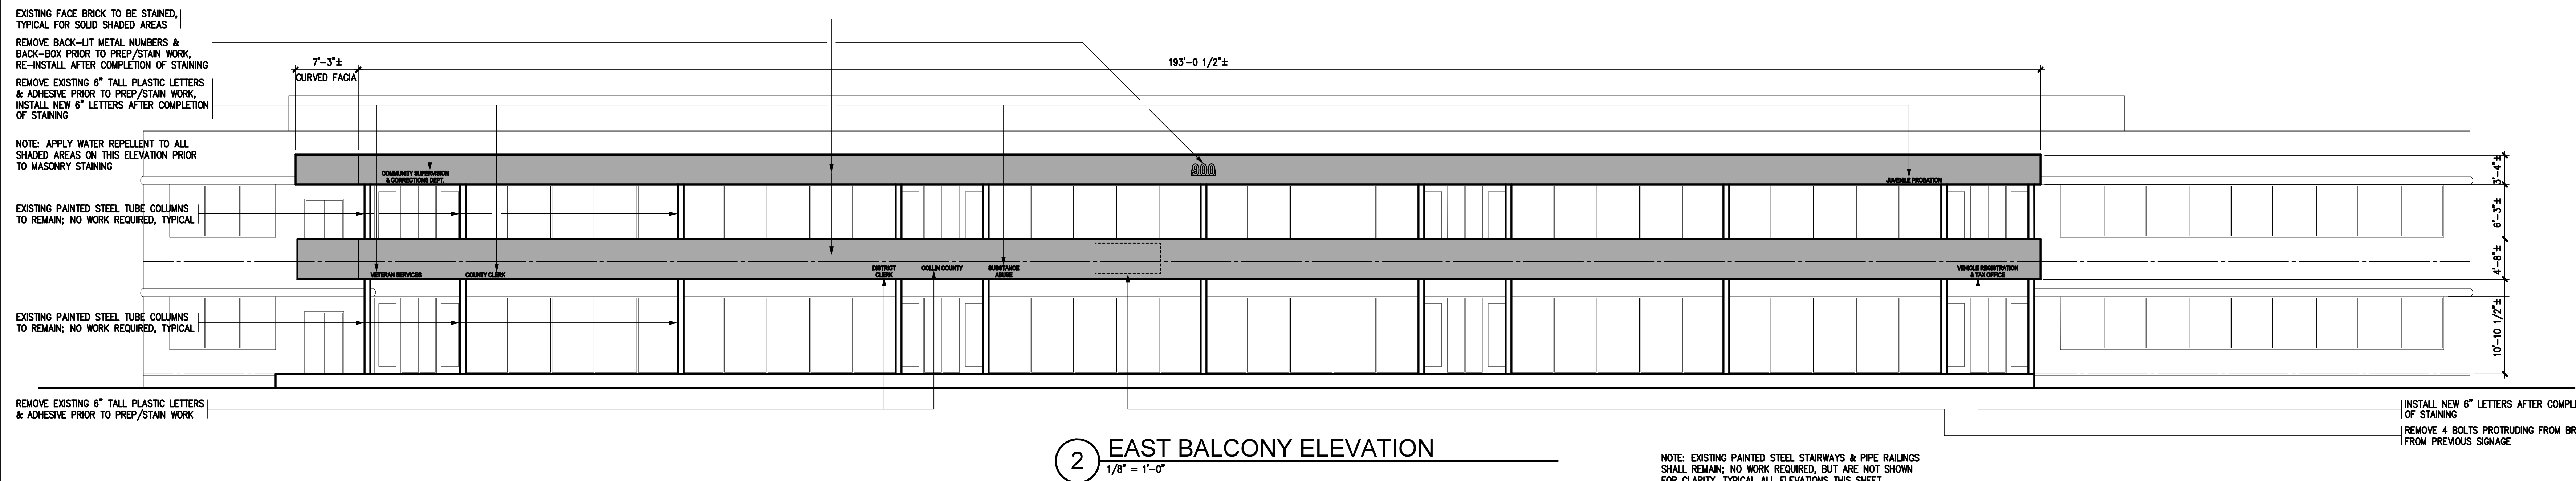 EXISTING FACE BRICK TO BE STAINED,
TYPICAL FOR SOLID SHADED AREAS
REMOVE BACK-LIT METAL NUMBERS &
BACK-BOX PRIOR TO PREP/STAIN WORK,
RE-INSTALL AFTER COMPLETION OF STAINING
REMOVE EXISTING 6" TALL PLASTIC LETTERS
& ADHESIVE PRIOR TO PREP/STAIN WORK,
INSTALL NEW 6" LETTERS AFTER COMPLETION
OF STAINING
NOTE: APPLY WATER REPELLENT TO ALL
SHADED AREAS ON THIS ELEVATION PRIOR
TO MASONRY STAINING
7'-3"±
CURVED FACIA
193'-0 1/2"±
COMMUNITY SUPERVISION
& CORRECTIONS DEPT.
900
JUVENILE PROBATION
3'-4"±
EXISTING PAINTED STEEL TUBE COLUMNS
TO REMAIN; NO WORK REQUIRED, TYPICAL
6'-3"±
VETERAN SERVICES
COUNTY CLERK
DISTRICT
CLERK
COLLIN COUNTY
SUBSTANCE
ABUSE
VEHICLE REGISTRATION
& TAX OFFICE
4'-8"±
EXISTING PAINTED STEEL TUBE COLUMNS
TO REMAIN; NO WORK REQUIRED, TYPICAL
10'-10 1/2"±
REMOVE EXISTING 6" TALL PLASTIC LETTERS
& ADHESIVE PRIOR TO PREP/STAIN WORK
INSTALL NEW 6" LETTERS AFTER
OF STAINING
REMOVE 4 BOLTS PROTRUDING FROM
FROM PREVIOUS SIGNAGE
2 EAST BALCONY ELEVATION
1/8" = 1'-0"
NOTE: EXISTING PAINTED STEEL STAIRWAYS & PIPE RAILINGS
SHALL REMAIN; NO WORK REQUIRED, BUT ARE NOT SHOWN
FOR CLARITY, TYPICAL ALL ELEVATIONS THIS SHEET